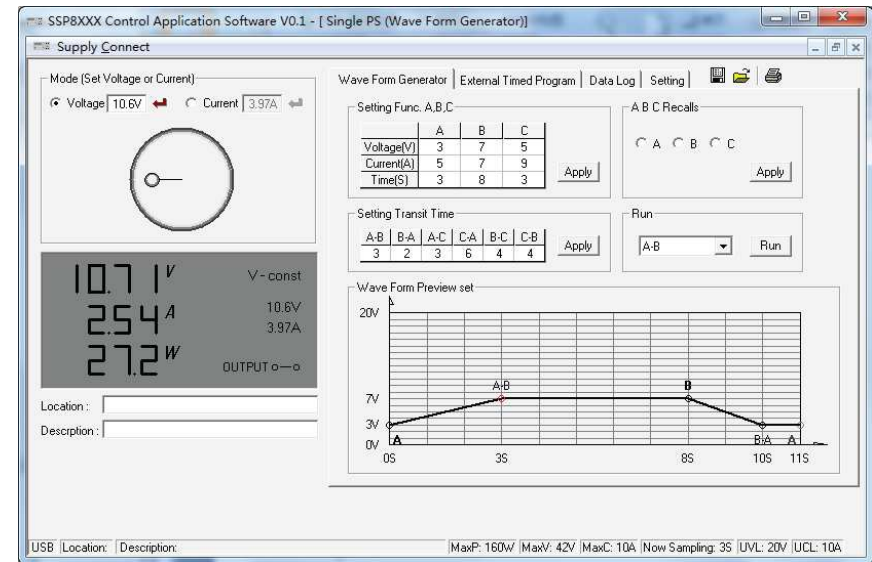 SSP8XXX Control Application Software V0.1 - [ Single PS (Wave Form Generator)]
Supply Connect
Mode (Set Voltage or Current)
Voltage 10.6V Current 3.97A
10.71 V V-const
2.54 A 10.6V
3.97A
27.2 W OUTPUT
Location :
Descrption :
Wave Form Generator External Timed Program Data Log Setting
Setting Func. A,B,C
A B C
Voltage(V) 3 7 5
Current(A) 5 7 9
Time(S) 3 8 3
Apply
A B C Recalls
A B C
Apply
Setting Transit Time
A-B B-A A-C C-A B-C C-B
3 2 3 6 4 4
Apply
Run
A-B Run
Wave Form Preview set
20V
A-B B
7V
3V
0V A B-A A
0S 3S 8S 10S 11S
USB Location: Description: MaxP: 160W MaxV: 42V MaxC: 10A Now Sampling: 3S UVL: 20V UCL: 10A